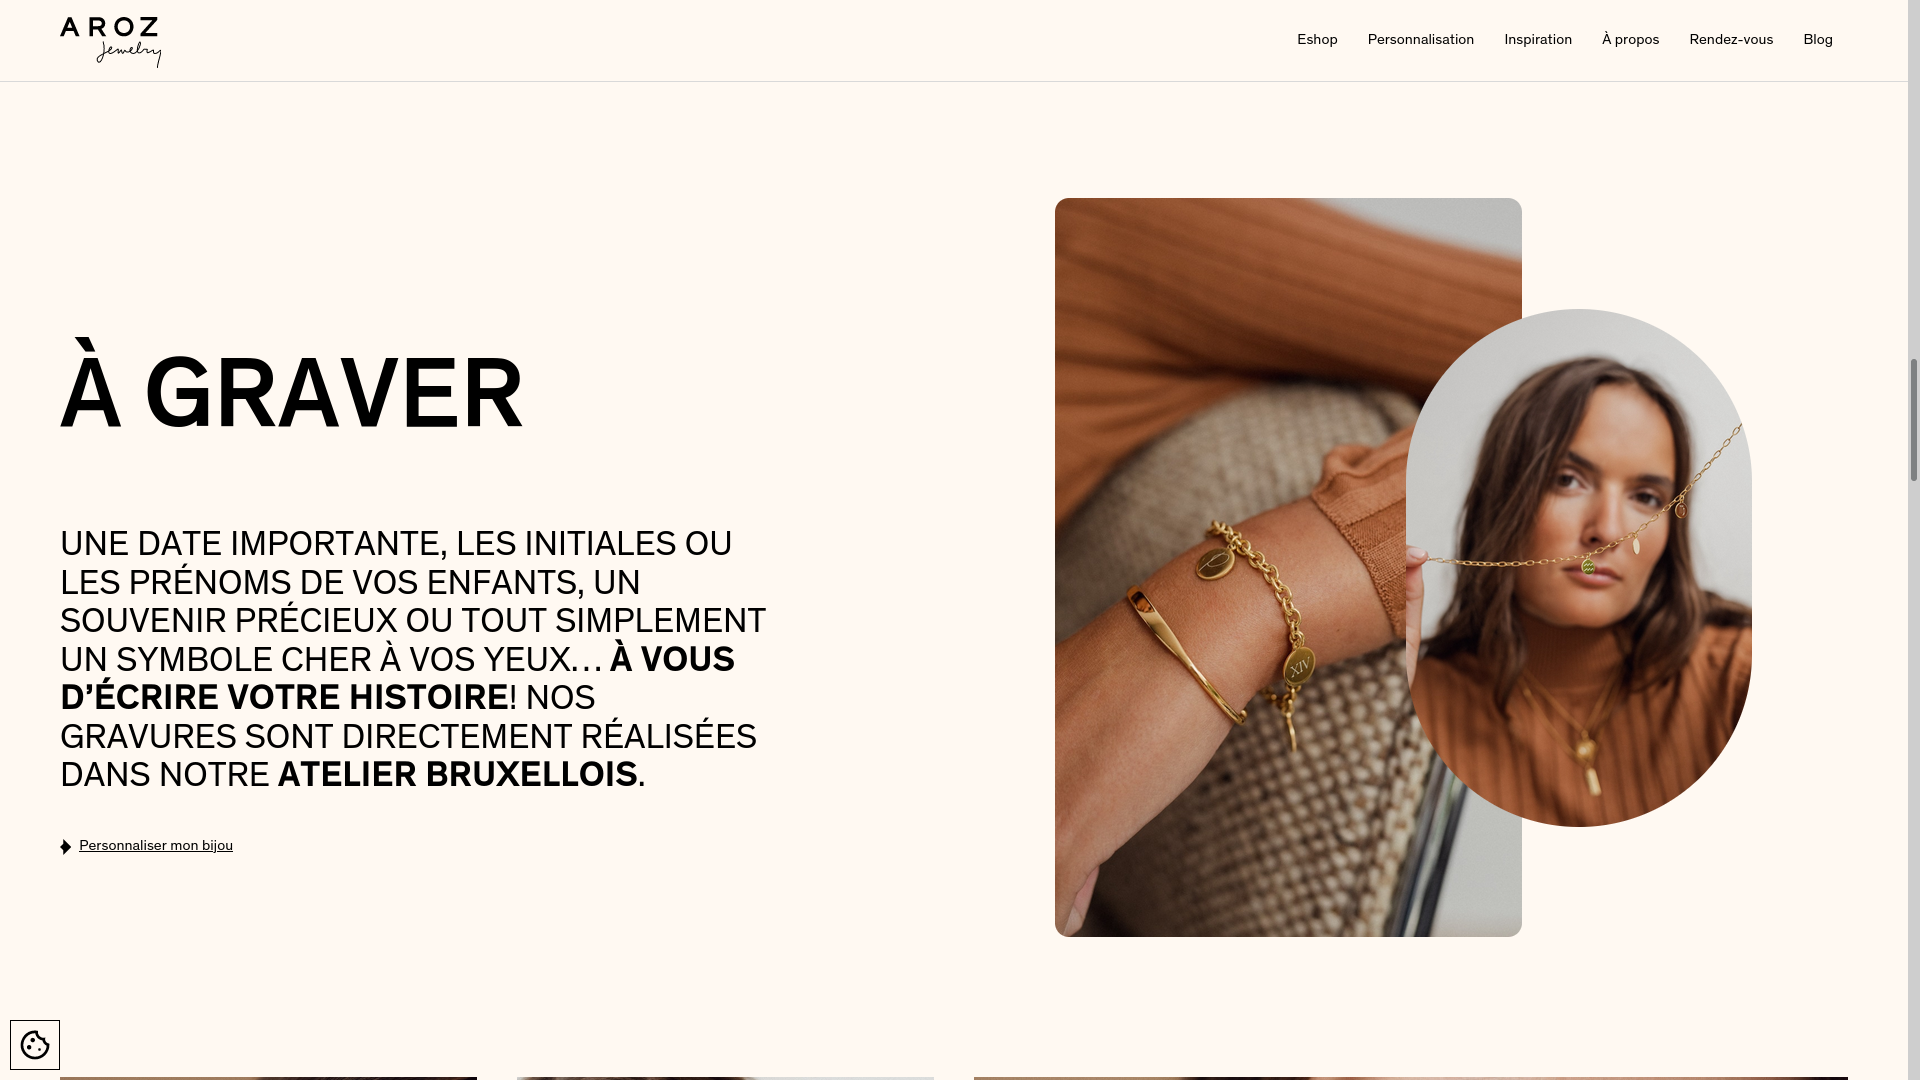 AROZ
Jewelry
Eshop
Personnalisation
Inspiration
À propos
Rendez-vous
Blog
À GRAVER
UNE DATE IMPORTANTE, LES INITIALES OU
LES PRÉNOMS DE VOS ENFANTS, UN
SOUVENIR PRÉCIEUX OU TOUT SIMPLEMENT
UN SYMBOLE CHER À VOS YEUX… À VOUS
D’ÉCRIRE VOTRE HISTOIRE! NOS
GRAVURES SONT DIRECTEMENT RÉALISÉES
DANS NOTRE ATELIER BRUXELLOIS.
Personnaliser mon bijou
XIV